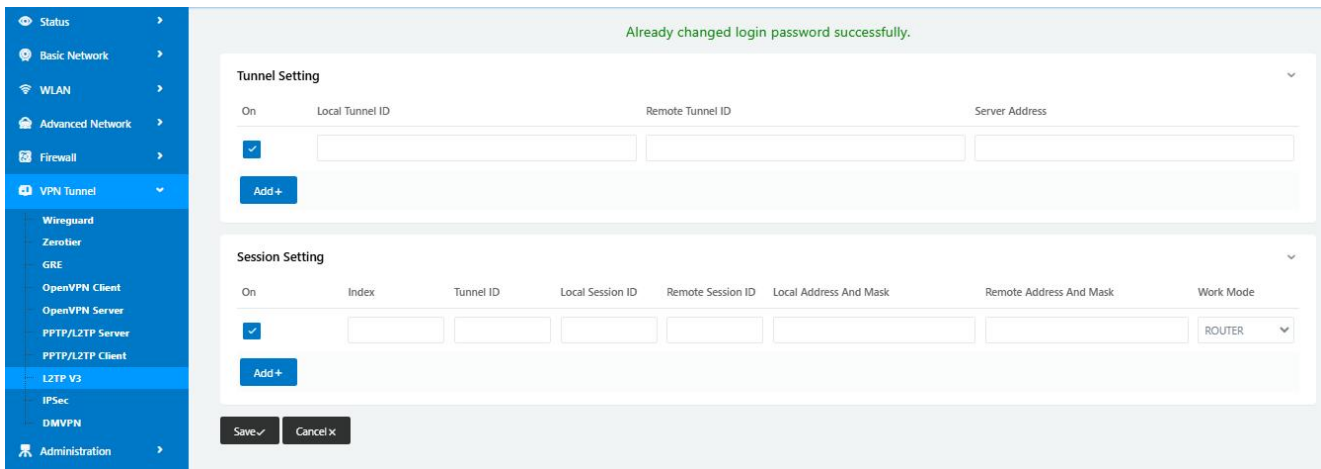 Status
Basic Network
WLAN
Advanced Network
Firewall
VPN Tunnel
Wireguard
Zerotier
GRE
OpenVPN Client
OpenVPN Server
PPTP/L2TP Server
PPTP/L2TP Client
L2TP V3
IPSec
DMVPN
Administration
Already changed login password successfully.
Tunnel Setting
On Local Tunnel ID Remote Tunnel ID Server Address
Add+
Session Setting
On Index Tunnel ID Local Session ID Remote Session ID Local Address And Mask Remote Address And Mask Work Mode
ROUTER
Add+
Save Cancel